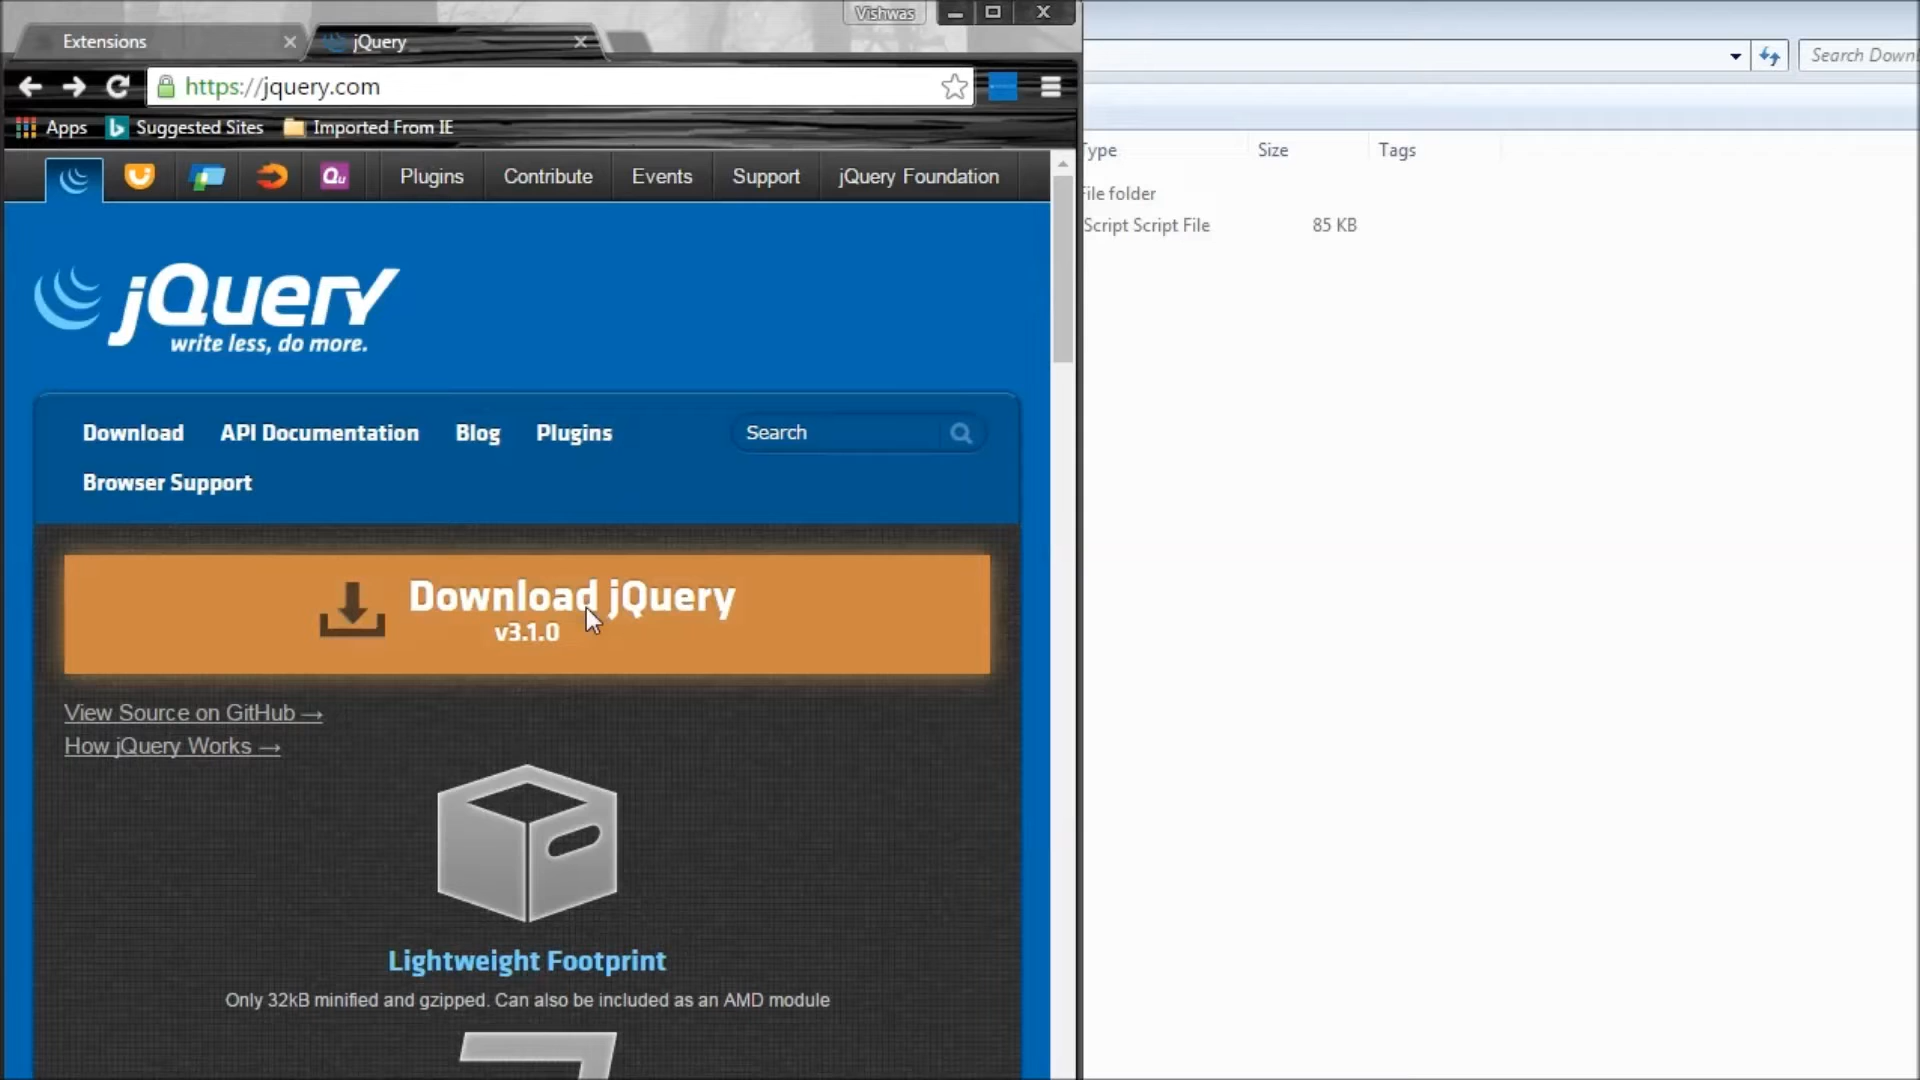 Vishwas
Extensions
jQuery
https://jquery.com
Apps
Suggested Sites
Imported From IE
Plugins
Contribute
Events
Support
jQuery Foundation
jQuery
write less, do more.
Download
API Documentation
Blog
Plugins
Search
Browser Support
Download jQuery
v3.1.0
View Source on GitHub →
How jQuery Works →
Lightweight Footprint
Only 32kB minified and gzipped. Can also be included as an AMD module
Search Downl
Type
Size
Tags
File folder
Script Script File
85 KB